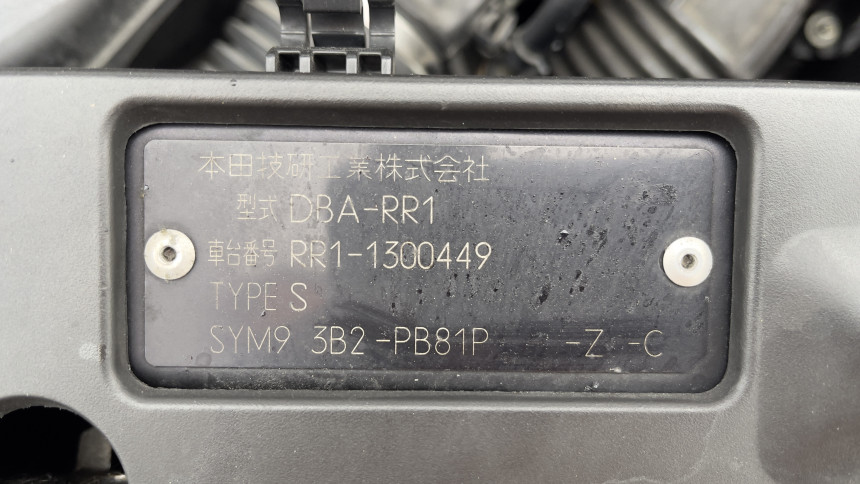 本田技研工業株式会社
型式 DBA-RR1
車台番号 RR1-1300449
TYPE S
SYM9 3B2-PB81P -Z -C